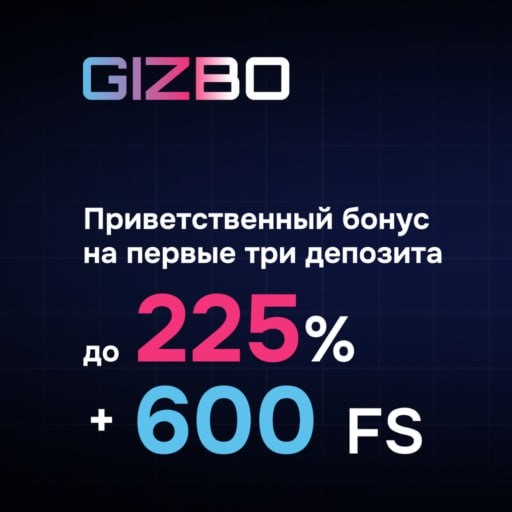 GIZBO
Приветственный бонус
на первые три депозита
до 225%
+ 600 FS